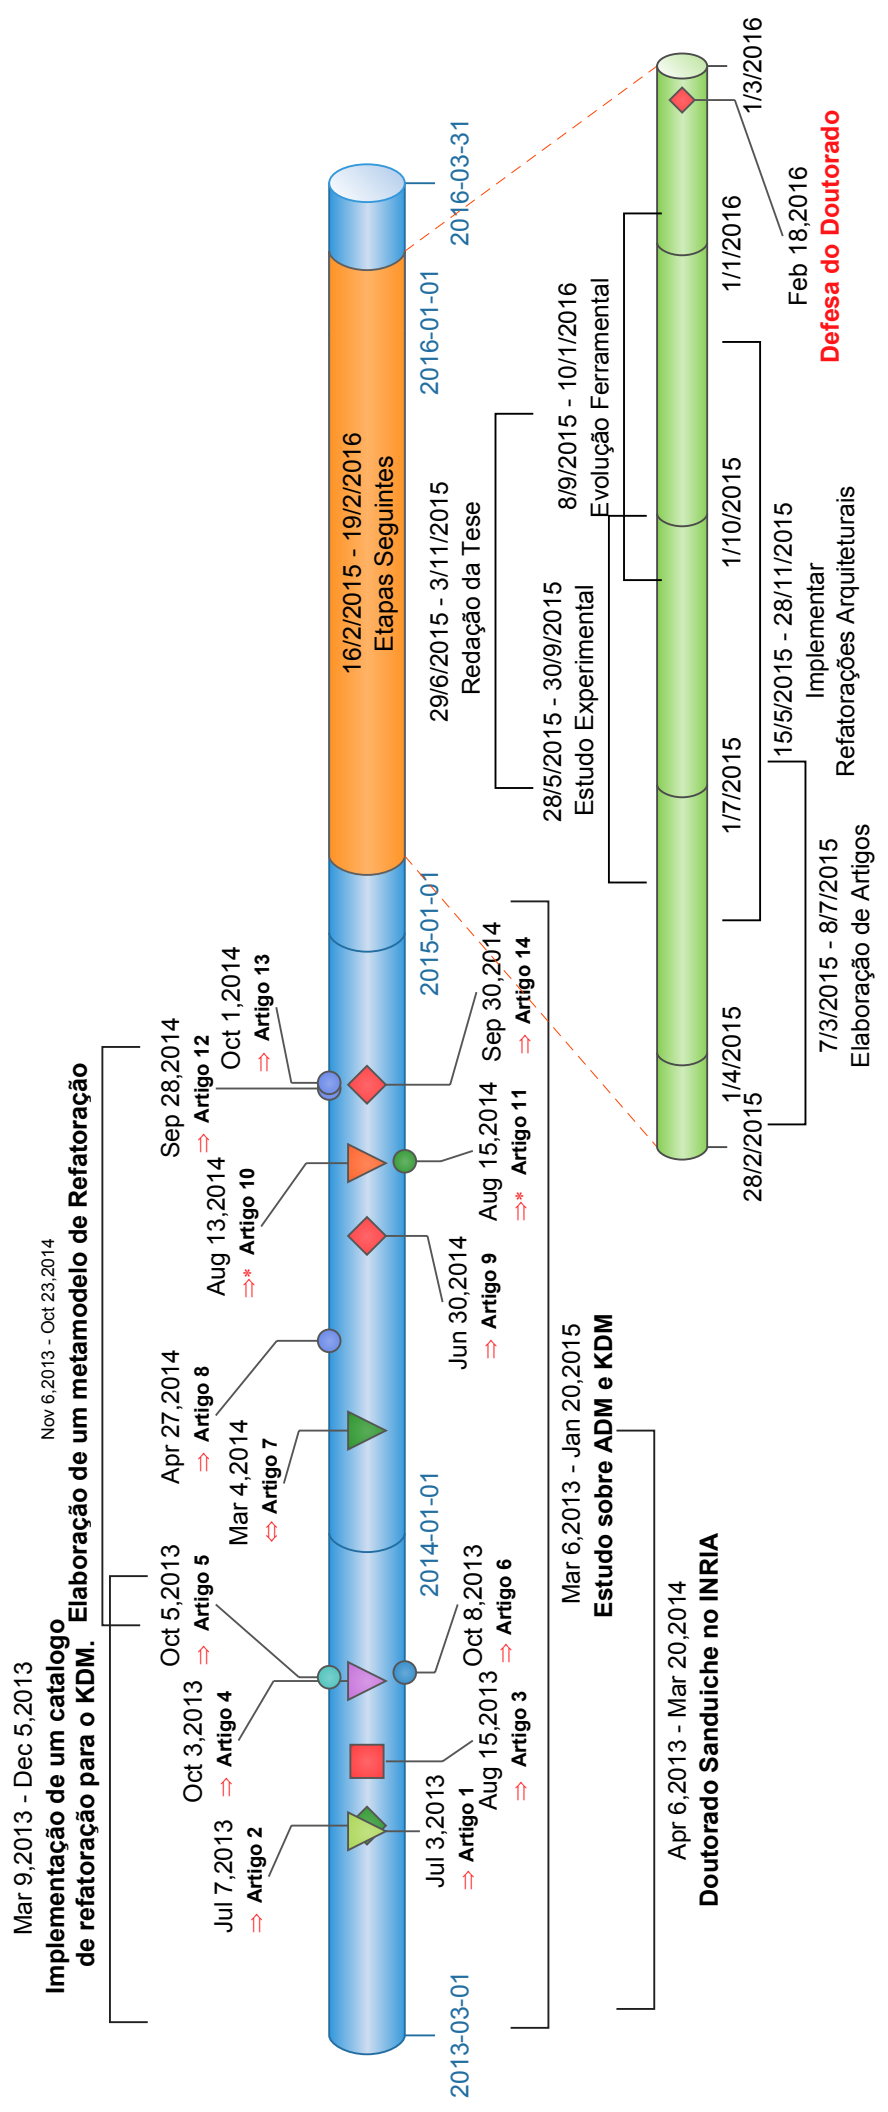 Mar 9,2013 - Dec 5,2013
Implementação de um catalogo
de refatoração para o KDM.
Nov 6,2013 - Oct 23,2014
Elaboração de um metamodelo de Refatoração
Jul 7,2013
⇒ Artigo 2
Oct 3,2013
⇒ Artigo 4
Oct 5,2013
⇒ Artigo 5
Mar 4,2014
⇔ Artigo 7
Apr 27,2014
⇒ Artigo 8
Aug 13,2014
⇒* Artigo 10
Sep 28,2014
⇒ Artigo 12
Oct 1,2014
⇒ Artigo 13
16/2/2015 - 19/2/2016
Etapas Seguintes
2013-03-01
2014-01-01
2015-01-01
2016-01-01
2016-03-31
Jul 3,2013
⇒ Artigo 1
Aug 15,2013
⇒ Artigo 3
Oct 8,2013
⇒ Artigo 6
Jun 30,2014
⇒ Artigo 9
Aug 15,2014
⇒* Artigo 11
Sep 30,2014
⇒ Artigo 14
Mar 6,2013 - Jan 20,2015
Estudo sobre ADM e KDM
Apr 6,2013 - Mar 20,2014
Doutorado Sanduiche no INRIA
29/6/2015 - 3/11/2015
Redação da Tese
28/5/2015 - 30/9/2015
Estudo Experimental
8/9/2015 - 10/1/2016
Evolução Ferramental
28/2/2015
1/4/2015
1/7/2015
1/10/2015
1/1/2016
1/3/2016
Feb 18,2016
Defesa do Doutorado
15/5/2015 - 28/11/2015
Implementar
Refatorações Arquiteturais
7/3/2015 - 8/7/2015
Elaboração de Artigos